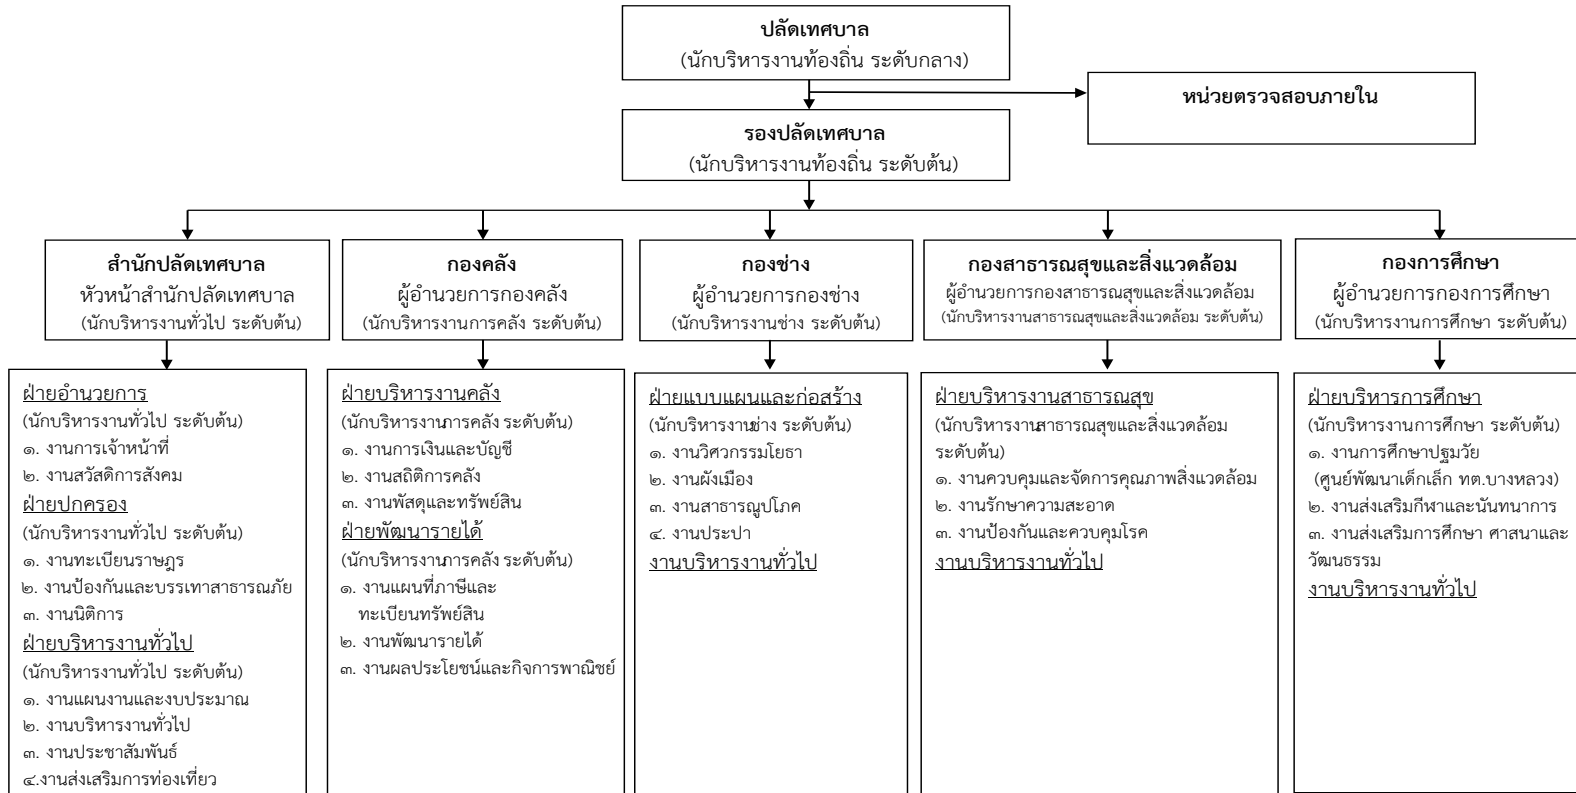 ปลัดเทศบาล
(นักบริหารงานท้องถิ่น ระดับกลาง)
หน่วยตรวจสอบภายใน
รองปลัดเทศบาล
(นักบริหารงานท้องถิ่น ระดับต้น)
สำนักปลัดเทศบาล
หัวหน้าสำนักปลัดเทศบาล
(นักบริหารงานทั่วไป ระดับต้น)
กองคลัง
ผู้อำนวยการกองคลัง
(นักบริหารงานการคลัง ระดับต้น)
กองช่าง
ผู้อำนวยการกองช่าง
(นักบริหารงานช่าง ระดับต้น)
กองสาธารณสุขและสิ่งแวดล้อม
ผู้อำนวยการกองสาธารณสุขและสิ่งแวดล้อม
(นักบริหารงานสาธารณสุขและสิ่งแวดล้อม ระดับต้น)
กองการศึกษา
ผู้อำนวยการกองการศึกษา
(นักบริหารงานการศึกษา ระดับต้น)
ฝ่ายอำนวยการ
(นักบริหารงานทั่วไป ระดับต้น)
๑. งานการเจ้าหน้าที่
๒. งานสวัสดิการสังคม
ฝ่ายปกครอง
(นักบริหารงานทั่วไป ระดับต้น)
๑. งานทะเบียนราษฎร
๒. งานป้องกันและบรรเทาสาธารณภัย
๓. งานนิติการ
ฝ่ายบริหารงานทั่วไป
(นักบริหารงานทั่วไป ระดับต้น)
๑. งานแผนงานและงบประมาณ
๒. งานบริหารงานทั่วไป
๓. งานประชาสัมพันธ์
๔.งานส่งเสริมการท่องเที่ยว
ฝ่ายบริหารงานคลัง
(นักบริหารงานการคลัง ระดับต้น)
๑. งานการเงินและบัญชี
๒. งานสถิติการคลัง
๓. งานพัสดุและทรัพย์สิน
ฝ่ายพัฒนารายได้
(นักบริหารงานการคลัง ระดับต้น)
๑. งานแผนที่ภาษีและ
ทะเบียนทรัพย์สิน
๒. งานพัฒนารายได้
๓. งานผลประโยชน์และกิจการพาณิชย์
ฝ่ายแบบแผนและก่อสร้าง
(นักบริหารงานช่าง ระดับต้น)
๑. งานวิศวกรรมโยธา
๒. งานผังเมือง
๓. งานสาธารณูปโภค
๔. งานประปา
งานบริหารงานทั่วไป
ฝ่ายบริหารงานสาธารณสุข
(นักบริหารงานสาธารณสุขและสิ่งแวดล้อม
ระดับต้น)
๑. งานควบคุมและจัดการคุณภาพสิ่งแวดล้อม
๒. งานรักษาความสะอาด
๓. งานป้องกันและควบคุมโรค
งานบริหารงานทั่วไป
ฝ่ายบริหารการศึกษา
(นักบริหารงานการศึกษา ระดับต้น)
๑. งานการศึกษาปฐมวัย
(ศูนย์พัฒนาเด็กเล็ก ทต.บางหลวง)
๒. งานส่งเสริมกีฬาและนันทนาการ
๓. งานส่งเสริมการศึกษา ศาสนาและ
วัฒนธรรม
งานบริหารงานทั่วไป